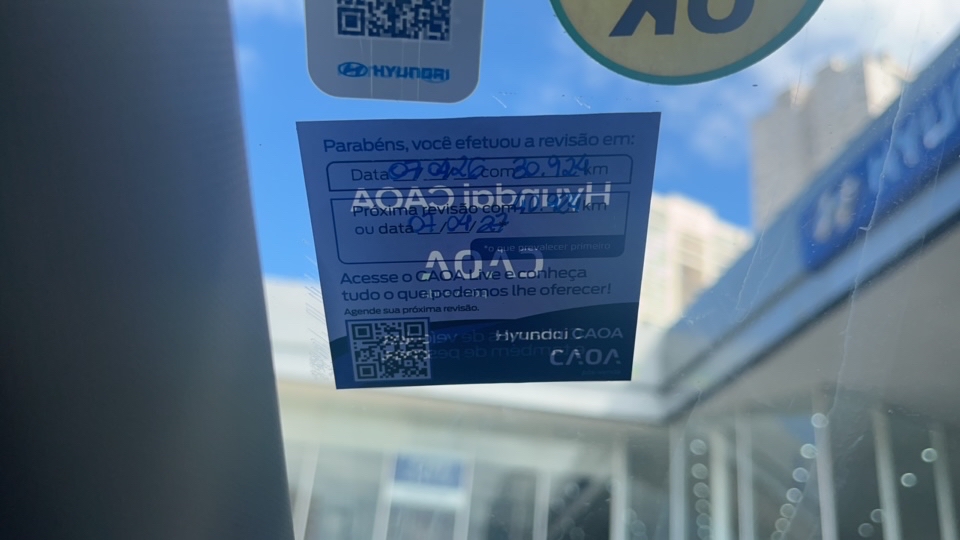 HYUNDAI
OK
Parabéns, você efetuou a revisão em:
Data 07/04/26 com 30.924 km
Hyundai CAOA
Próxima revisão com 40.924 km
ou data 07/04/27
*o que prevalecer primeiro
CAOA
Acesse o CAOALive e conheça
tudo o que podemos lhe oferecer!
Agende sua próxima revisão.
Hyundai CAOA
CAOA